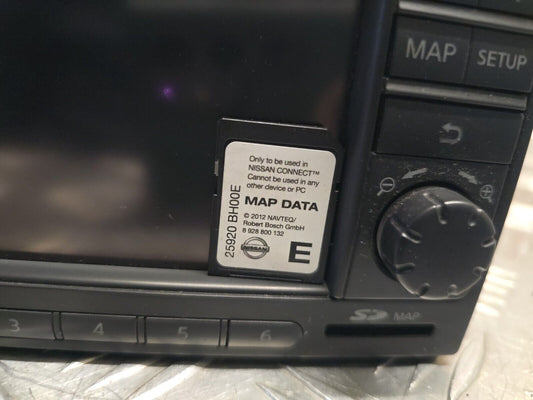 MAP
SETUP
Only to be used in
NISSAN CONNECT™
Cannot be used in any
other device or PC
MAP DATA
© 2012 NAVTEQ/
Robert Bosch GmbH
8 928 800 132
NISSAN
E
25920 BH00E
3
4
5
6
SD MAP